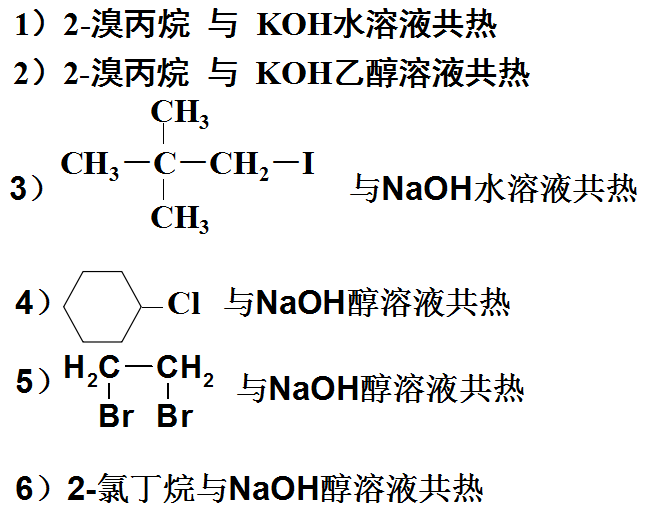 1）2-溴丙烷 与 KOH水溶液共热
2）2-溴丙烷 与 KOH乙醇溶液共热
CH3
CH3—C—CH2—I
3） 与NaOH水溶液共热
CH3
4） —Cl 与NaOH醇溶液共热
H2C—CH2
5） 与NaOH醇溶液共热
Br Br
6）2-氯丁烷与NaOH醇溶液共热